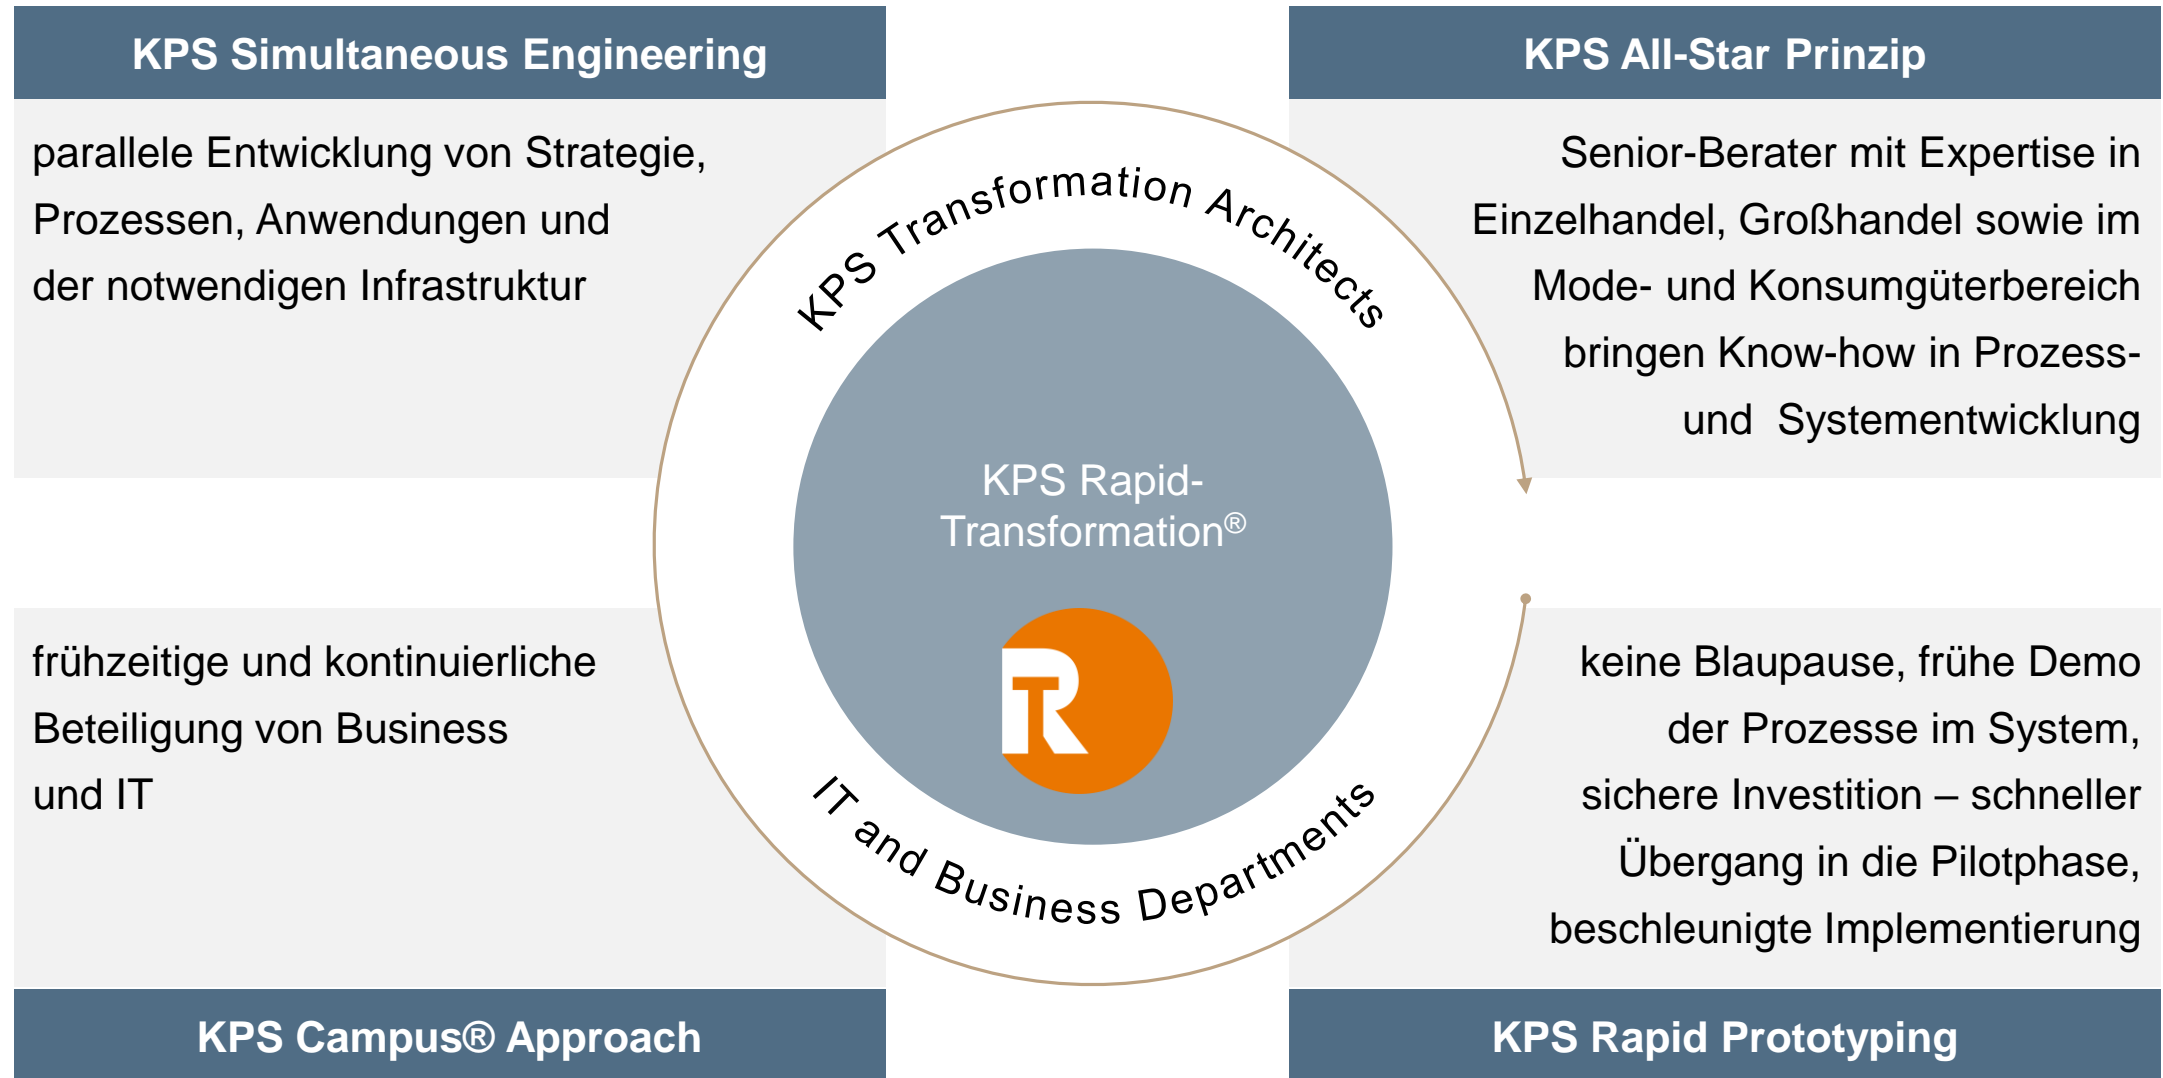 KPS Simultaneous Engineering
parallele Entwicklung von Strategie,
Prozessen, Anwendungen und
der notwendigen Infrastruktur
KPS All-Star Prinzip
Senior-Berater mit Expertise in
Einzelhandel, Großhandel sowie im
Mode- und Konsumgüterbereich
bringen Know-how in Prozess-
und  Systementwicklung
KPS Transformation Architects
KPS Rapid-
Transformation®
TR
IT and Business Departments
frühzeitige und kontinuierliche
Beteiligung von Business
und IT
KPS Campus® Approach
keine Blaupause, frühe Demo
der Prozesse im System,
sichere Investition – schneller
Übergang in die Pilotphase,
beschleunigte Implementierung
KPS Rapid Prototyping